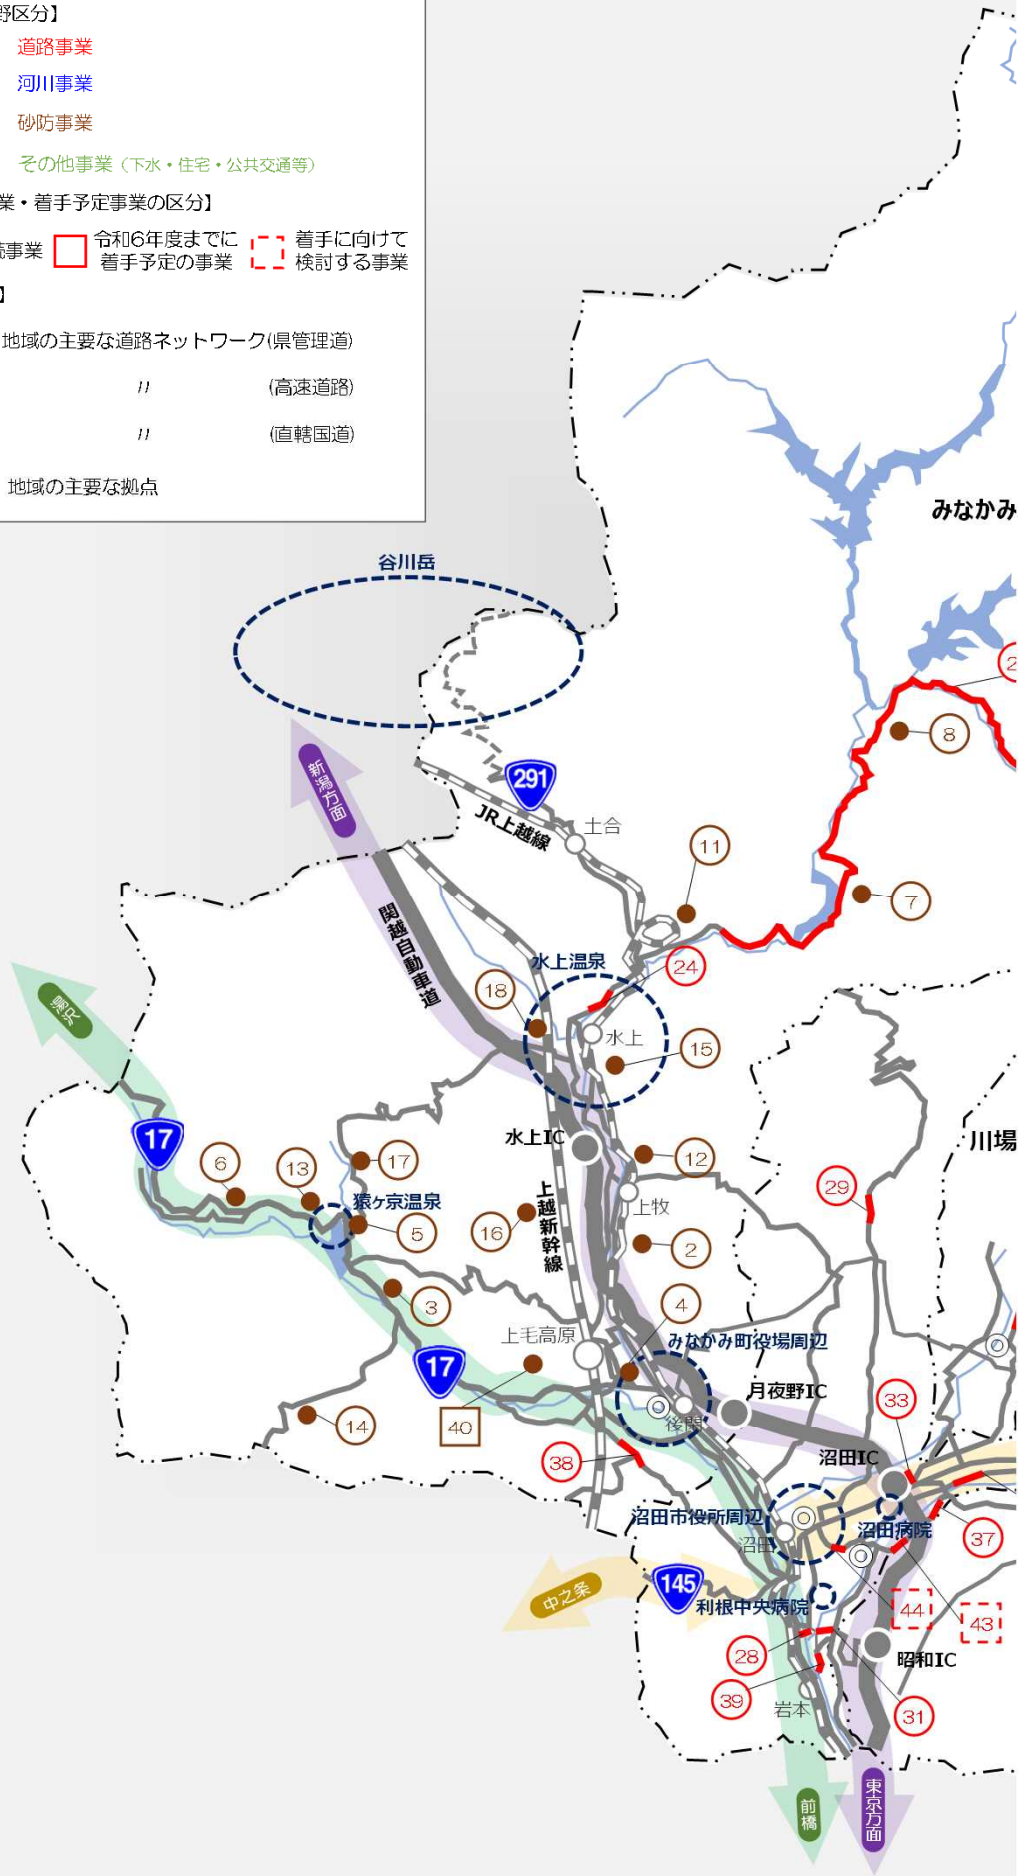 野区分】
道路事業
河川事業
砂防事業
その他事業（下水・住宅・公共交通等）
業・着手予定事業の区分】
続事業
令和6年度までに
着手予定の事業
着手に向けて
検討する事業
】
地域の主要な道路ネットワーク(県管理道)
〃 (高速道路)
〃 (直轄国道)
地域の主要な拠点
みなかみ
谷川岳
2
8
新潟方面
291
JR上越線
土合
11
7
関越自動車道
水上温泉
24
18
湯沢
水上
15
水上IC
川場
17
6
13
17
12
29
猿ヶ京温泉
上牧
5
16
上越新幹線
2
3
4
上毛高原
みなかみ町役場周辺
17
月夜野IC
33
14
40
後閑
38
沼田IC
沼田市役所周辺
沼田病院
37
沼田
中之条
145
利根中央病院
44
43
28
昭和IC
39
岩本
31
前橋
東京方面